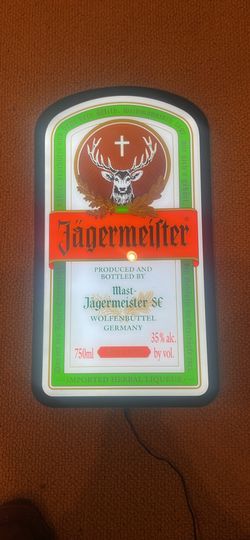 Jägermeister
PRODUCED AND
BOTTLED BY
Mast-
Jägermeister SE
WOLFENBÜTTEL
GERMANY
35% alc.
750ml
by vol.
IMPORTED HERBAL LIQUEUR